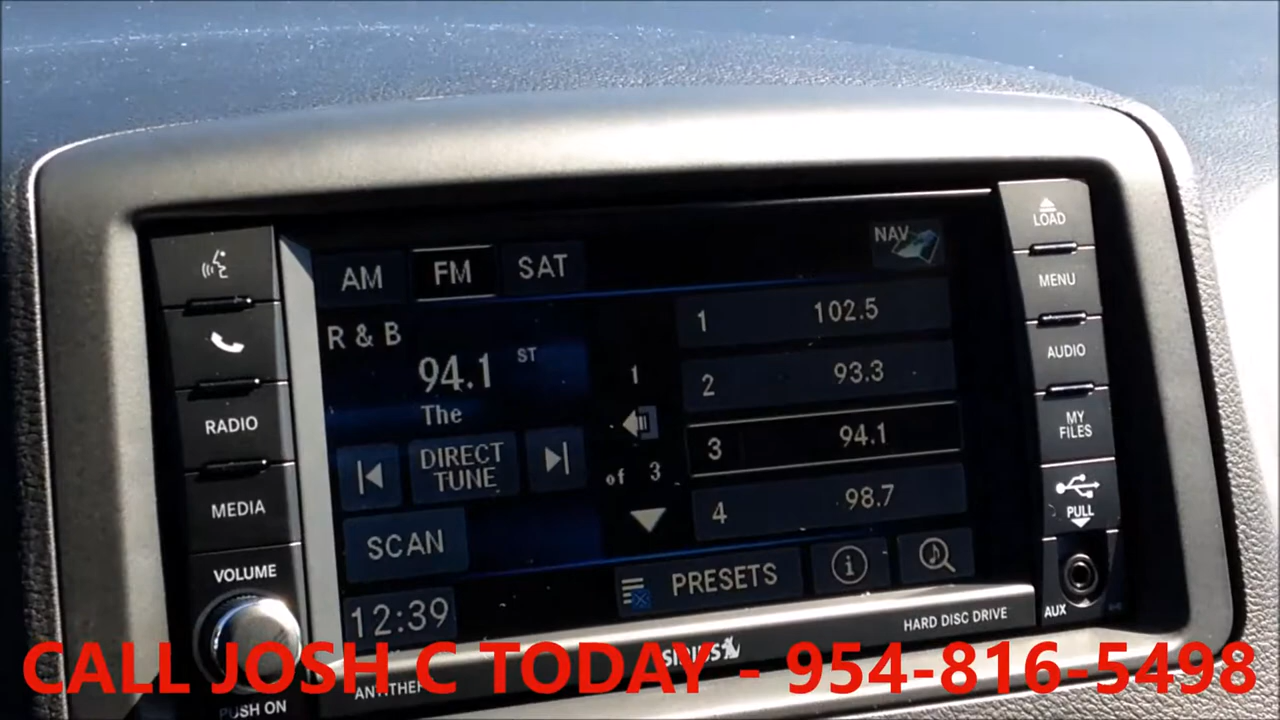 LOAD
MENU
AUDIO
MY
FILES
PULL
AUX
RADIO
MEDIA
VOLUME
PUSH ON
AM FM SAT NAV
R & B
94.1 ST
The
DIRECT
TUNE
SCAN
12:39
1
of 3
1 102.5
2 93.3
3 94.1
4 98.7
PRESETS
HARD DISC DRIVE
SIRIUS
CALL JOSH C TODAY - 954-816-5498